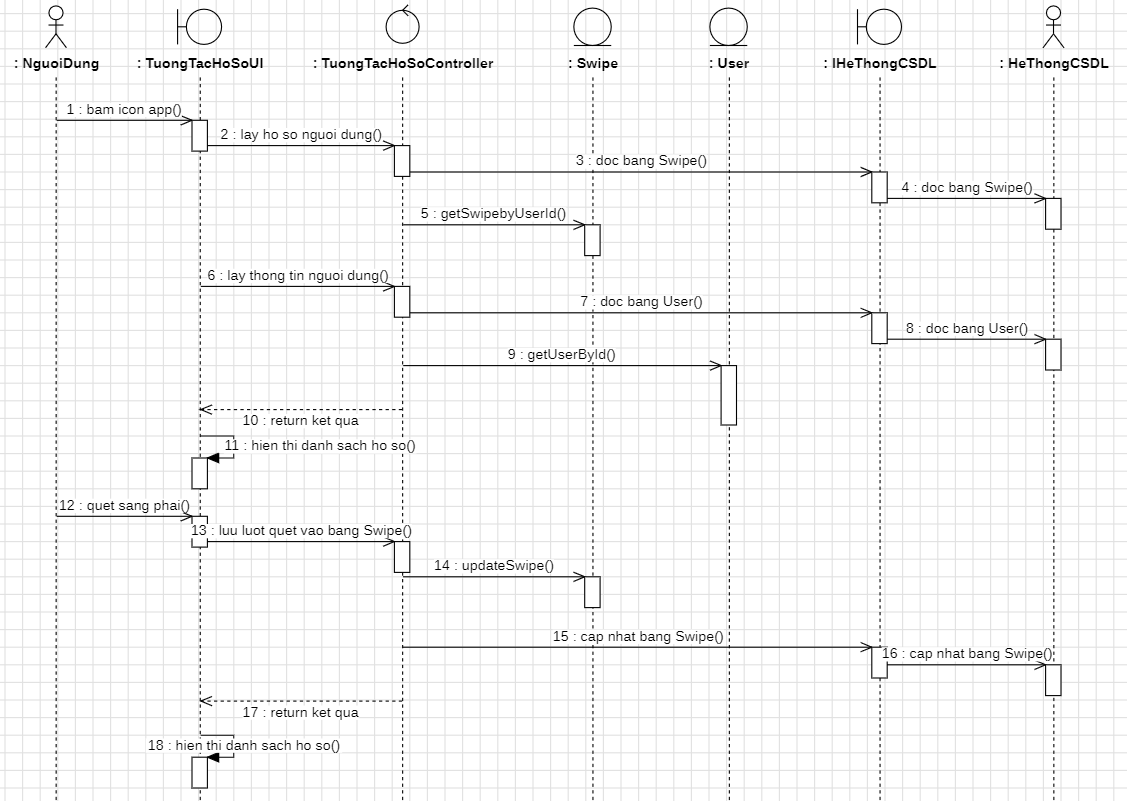 : NguoiDung
: TuongTacHoSoUI
: TuongTacHoSoController
: Swipe
: User
: IHeThongCSDL
: HeThongCSDL
1 : bam icon app()
2 : lay ho so nguoi dung()
3 : doc bang Swipe()
4 : doc bang Swipe()
5 : getSwipebyUserId()
6 : lay thong tin nguoi dung()
7 : doc bang User()
8 : doc bang User()
9 : getUserById()
10 : return ket qua
11 : hien thi danh sach ho so()
12 : quet sang phai()
13 : luu luot quet vao bang Swipe()
14 : updateSwipe()
15 : cap nhat bang Swipe()
16 : cap nhat bang Swipe()
17 : return ket qua
18 : hien thi danh sach ho so()